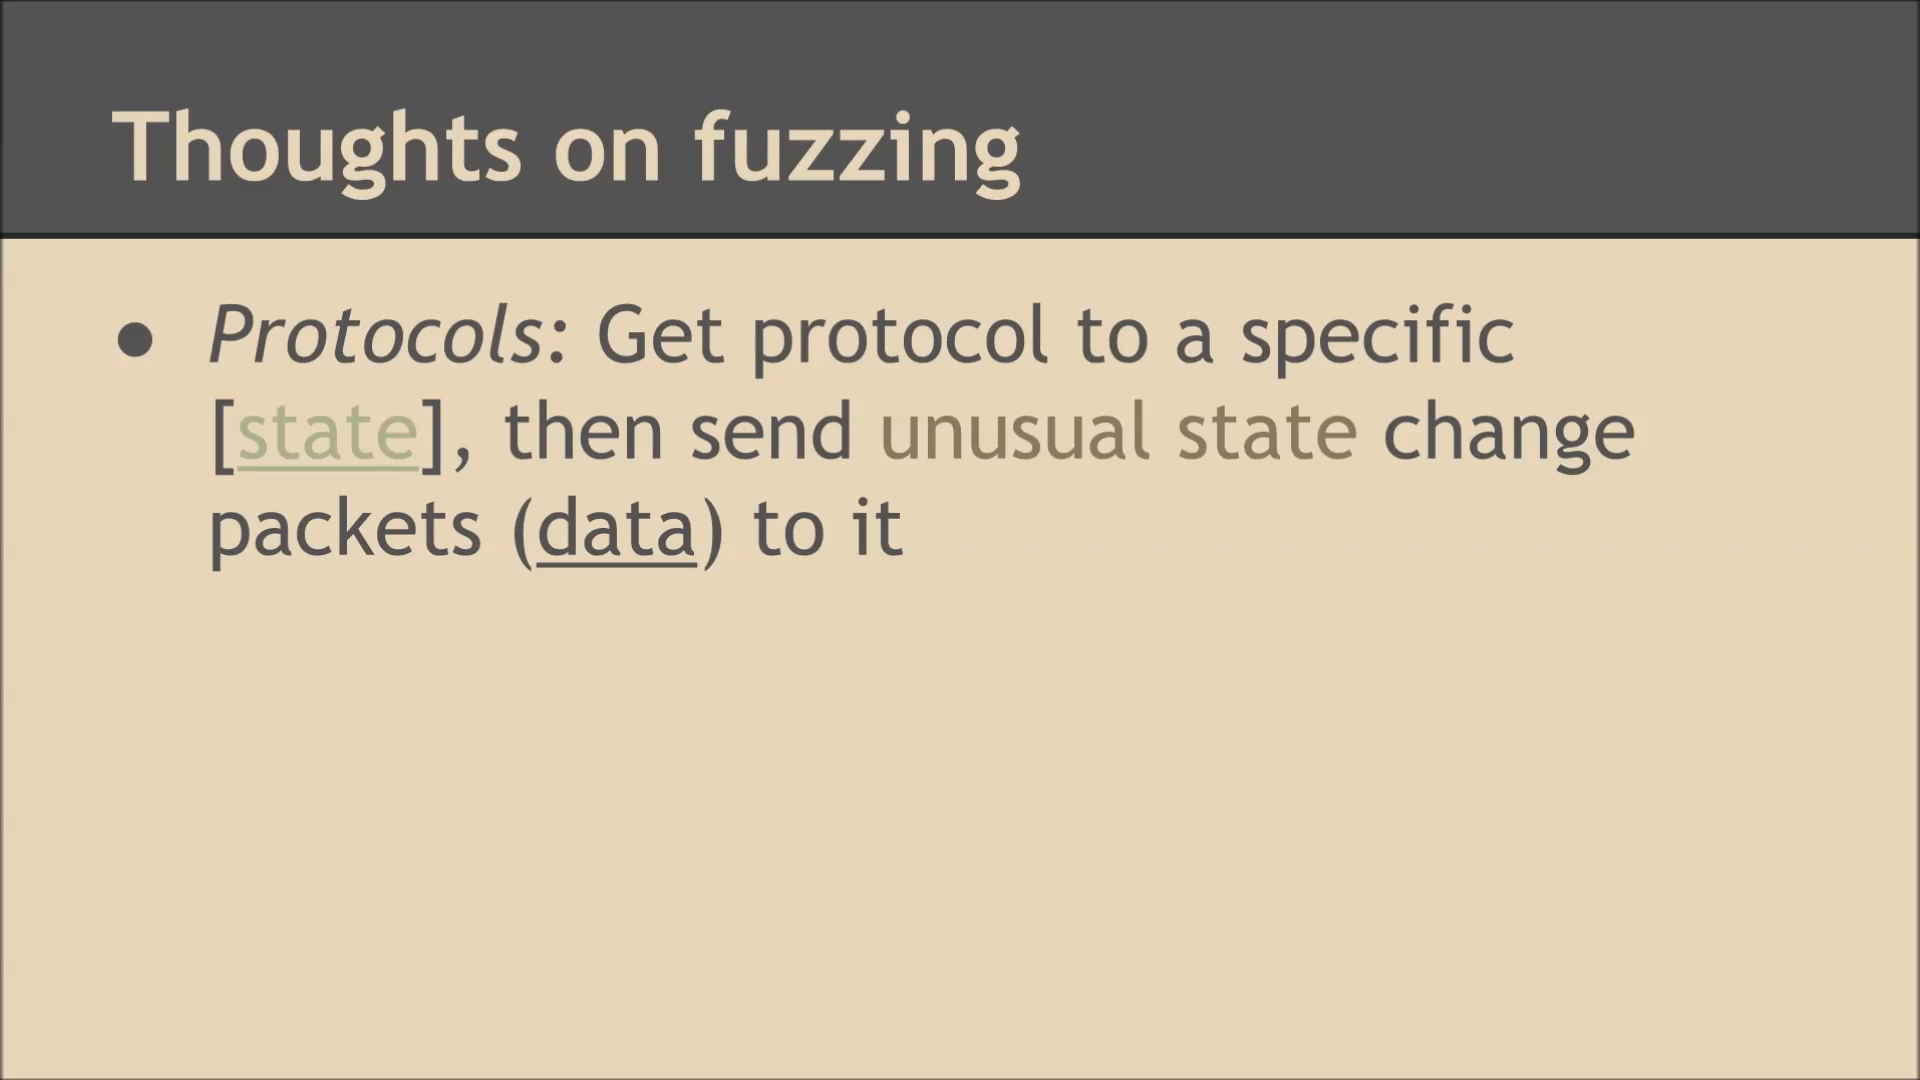 Thoughts on fuzzing
● Protocols: Get protocol to a specific
[state], then send unusual state change
packets (data) to it